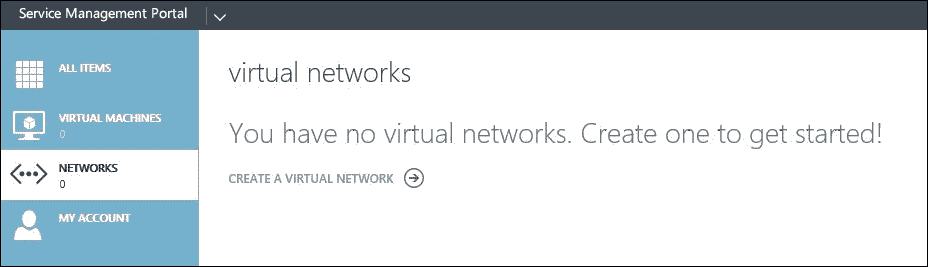 Service Management Portal
ALL ITEMS
VIRTUAL MACHINES
0
NETWORKS
0
MY ACCOUNT
virtual networks
You have no virtual networks. Create one to get started!
CREATE A VIRTUAL NETWORK